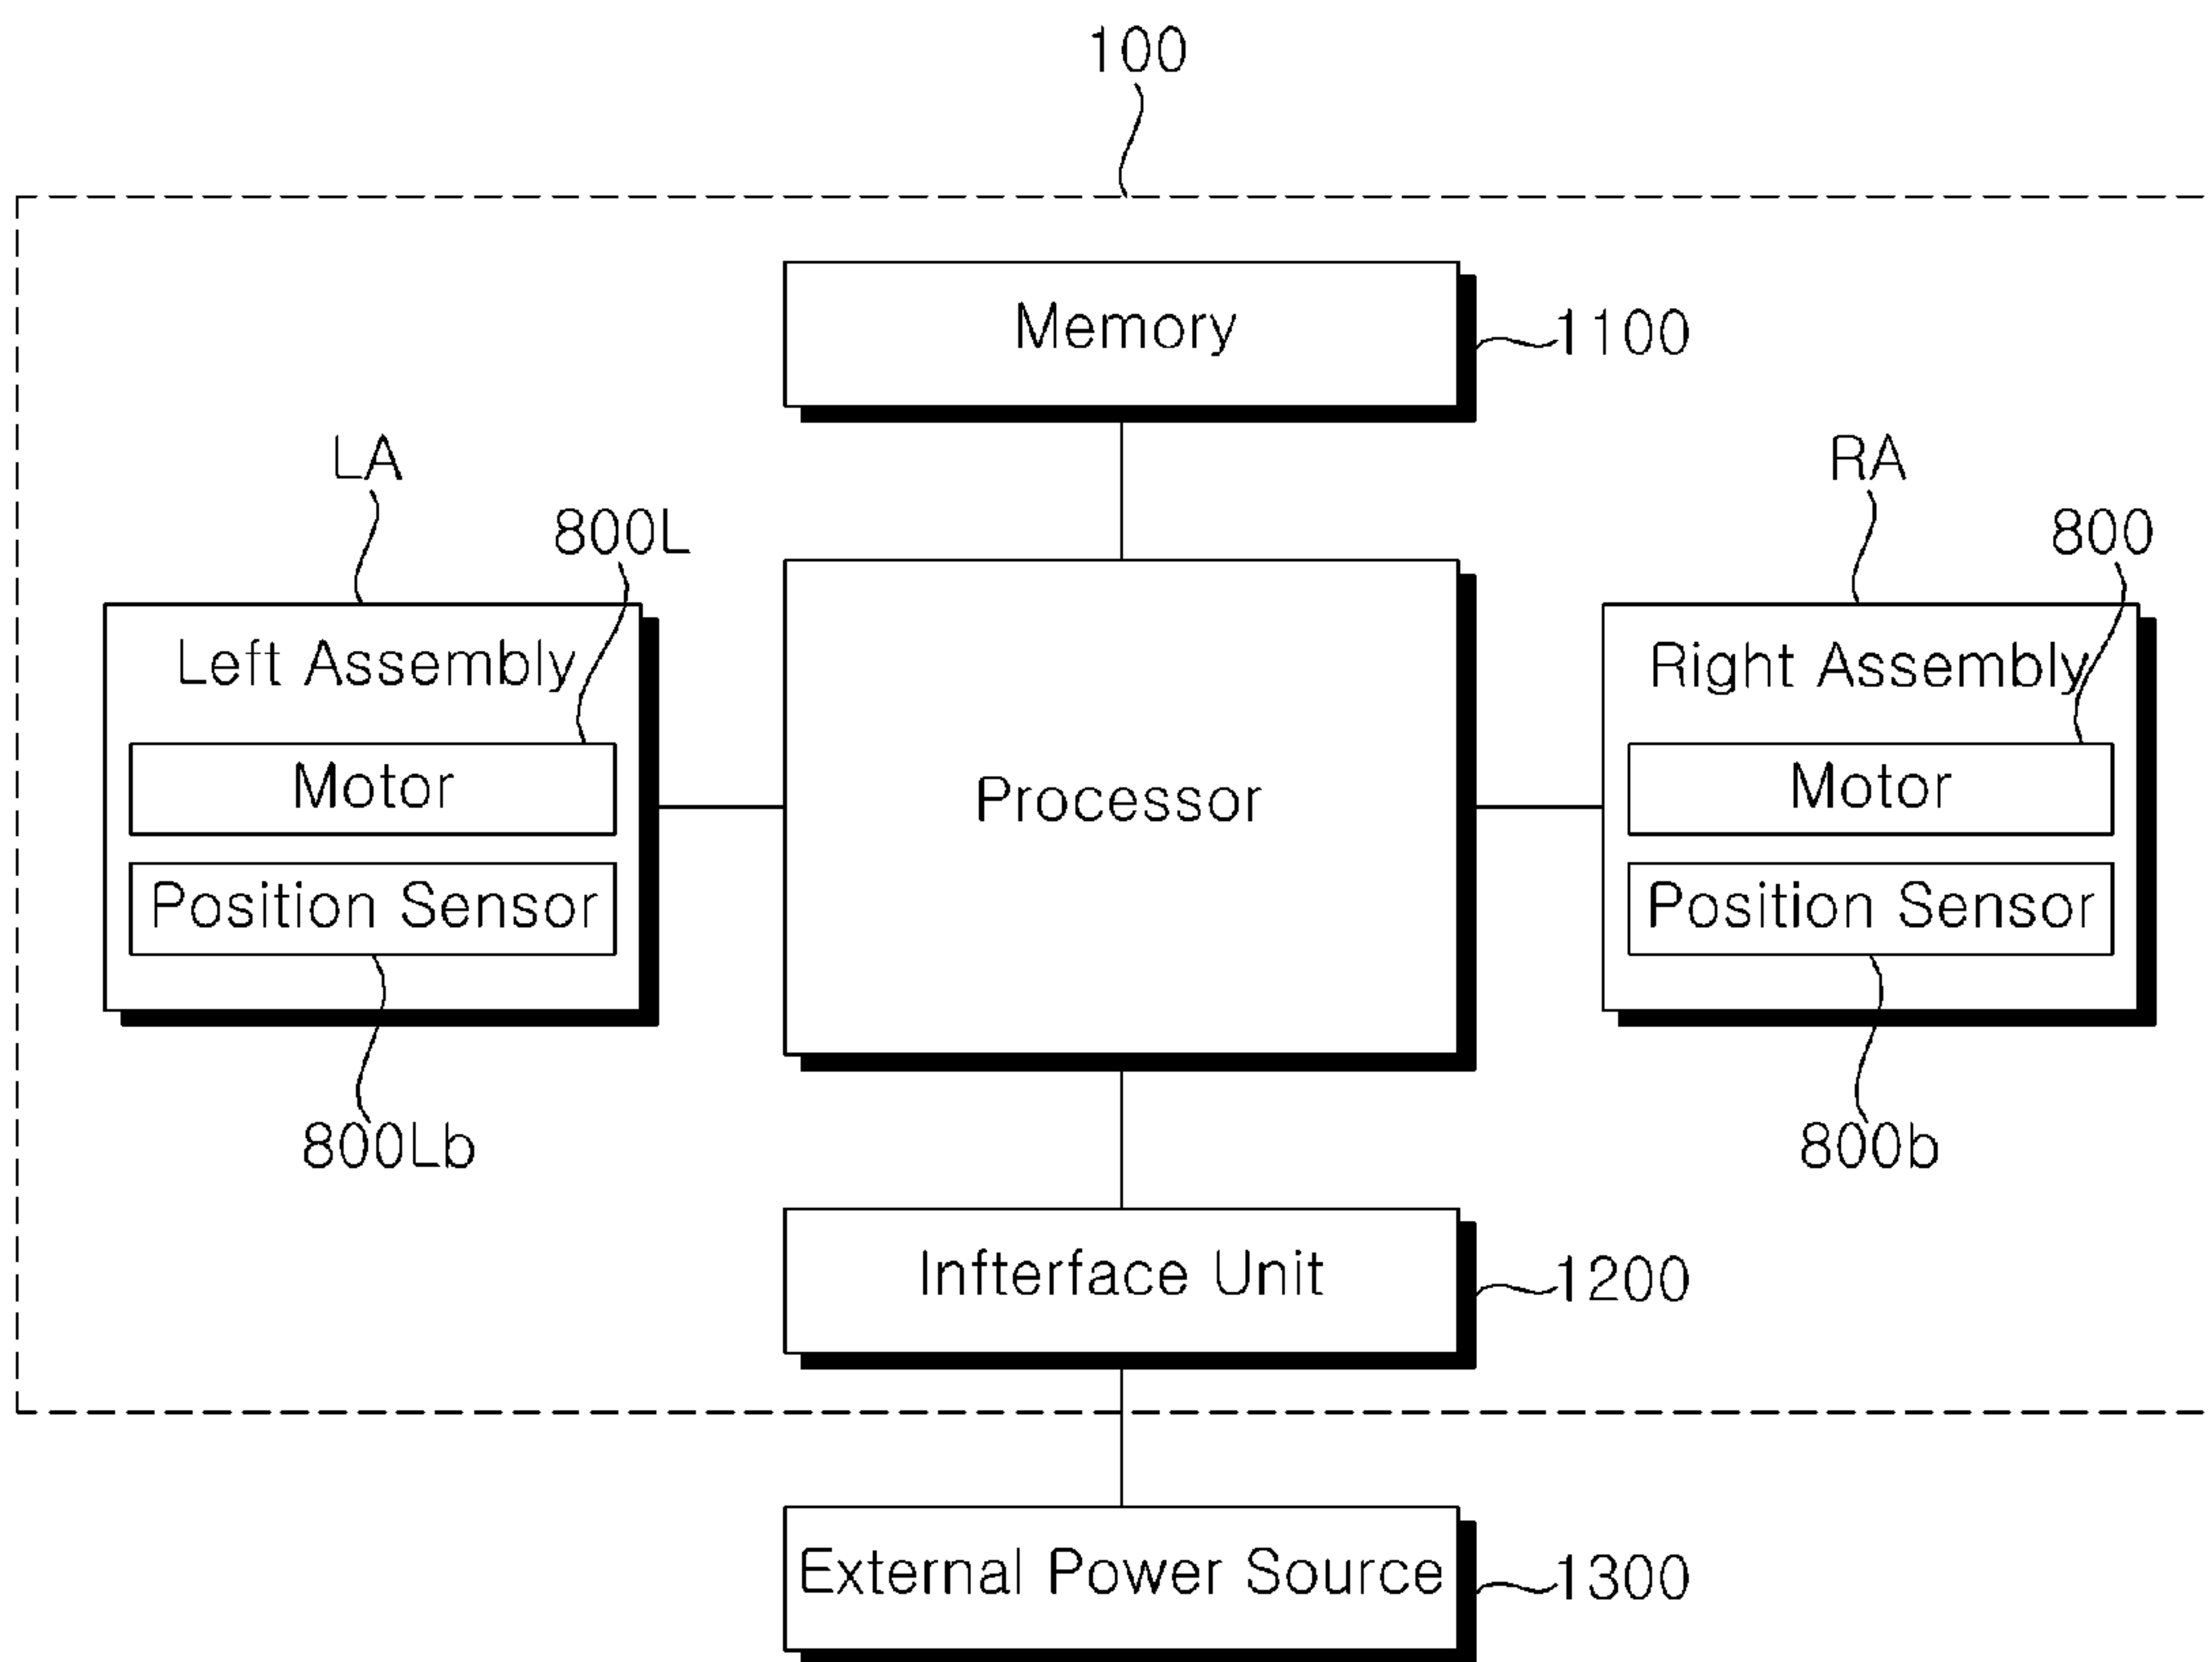 100
Memory
1100
LA
800L
RA
800
Left Assembly
Motor
Position Sensor
800Lb
Processor
Right Assembly
Motor
Position Sensor
800b
Infterface Unit
1200
External Power Source
1300